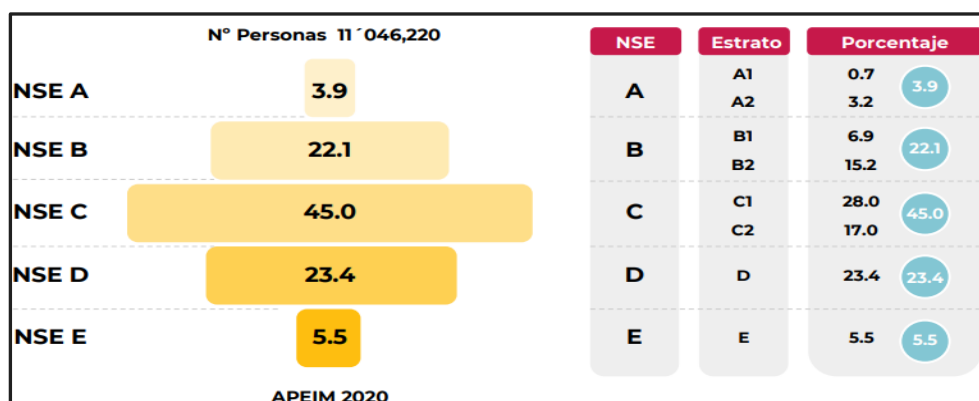 Nº Personas 11´046,220
NSE A 3.9
NSE B 22.1
NSE C 45.0
NSE D 23.4
NSE E 5.5
APEIM 2020
NSE Estrato Porcentaje
A A1 0.7 3.9
A2 3.2
B B1 6.9 22.1
B2 15.2
C C1 28.0 45.0
C2 17.0
D D 23.4 23.4
E E 5.5 5.5